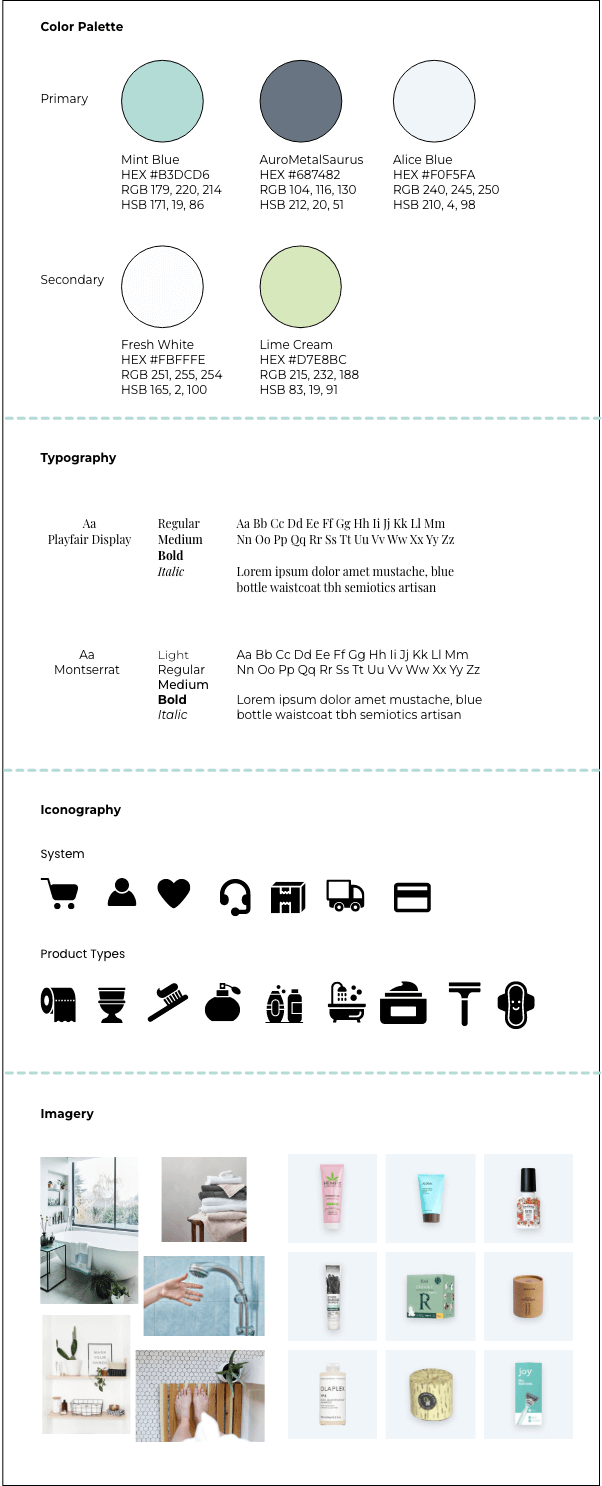 Color Palette
Primary
Mint Blue
HEX #B3DCD6
RGB 179, 220, 214
HSB 171, 19, 86
AuroMetalSaurus
HEX #687482
RGB 104, 116, 130
HSB 212, 20, 51
Alice Blue
HEX #F0F5FA
RGB 240, 245, 250
HSB 210, 4, 98
Secondary
Fresh White
HEX #FBFFFE
RGB 251, 255, 254
HSB 165, 2, 100
Lime Cream
HEX #D7E8BC
RGB 215, 232, 188
HSB 83, 19, 91
Typography
Aa
Playfair Display
Regular
Medium
Bold
Italic
Aa Bb Cc Dd Ee Ff Gg Hh Ii Jj Kk Ll Mm
Nn Oo Pp Qq Rr Ss Tt Uu Vv Ww Xx Yy Zz
Lorem ipsum dolor amet mustache, blue
bottle waistcoat tbh semiotics artisan
Aa
Montserrat
Light
Regular
Medium
Bold
Italic
Aa Bb Cc Dd Ee Ff Gg Hh Ii Jj Kk Ll Mm
Nn Oo Pp Qq Rr Ss Tt Uu Vv Ww Xx Yy Zz
Lorem ipsum dolor amet mustache, blue
bottle waistcoat tbh semiotics artisan
Iconography
System
Product Types
Imagery
R
OLAPLEX
joy